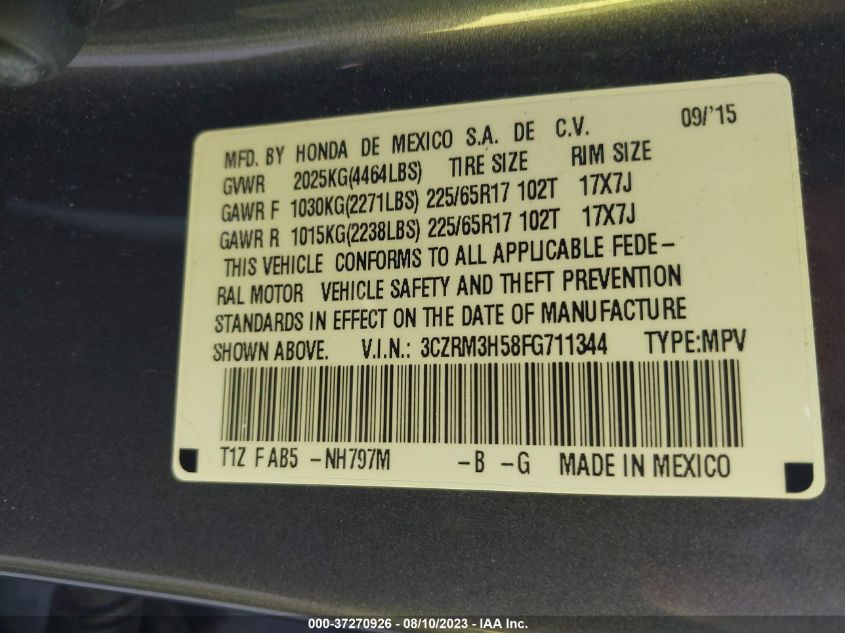 09/'15
MFD. BY HONDA DE MEXICO S.A. DE C.V.
GVWR 2025KG(4464LBS) TIRE SIZE RIM SIZE
GAWR F 1030KG(2271LBS) 225/65R17 102T 17X7J
GAWR R 1015KG(2238LBS) 225/65R17 102T 17X7J
THIS VEHICLE CONFORMS TO ALL APPLICABLE FEDE-
RAL MOTOR VEHICLE SAFETY AND THEFT PREVENTION
STANDARDS IN EFFECT ON THE DATE OF MANUFACTURE
SHOWN ABOVE. V.I.N.: 3CZRM3H58FG711344 TYPE:MPV
T1Z F AB5 -NH797M -B -G MADE IN MEXICO
000-37270926 - 08/10/2023 - IAA Inc.